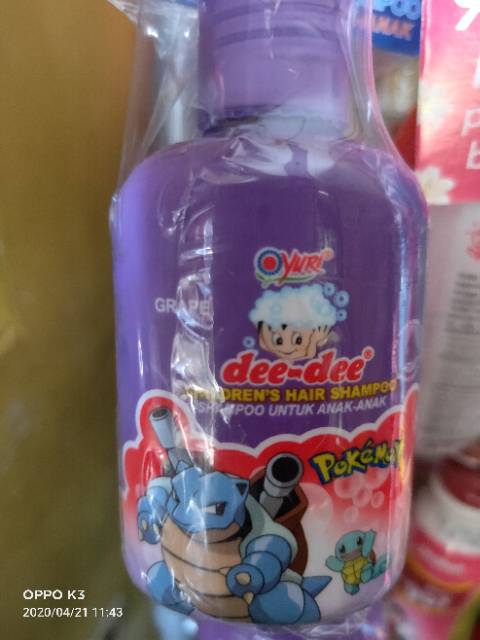 ANAK
YURI®
GRAPE
dee-dee®
CHILDREN'S HAIR SHAMPOO
SHAMPOO UNTUK ANAK-ANAK
POKéMON
OPPO K3
2020/04/21 11:43